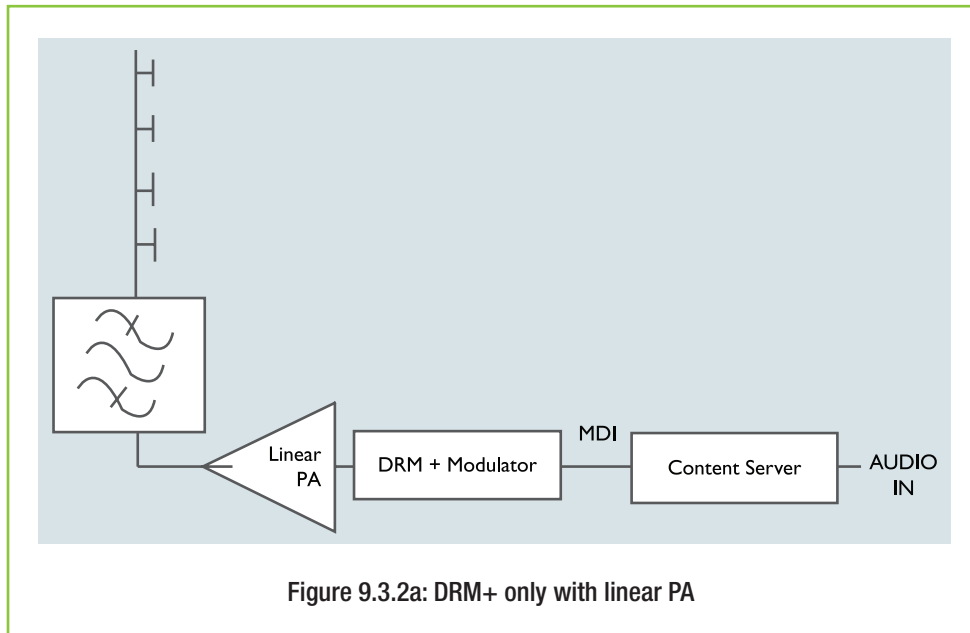 Linear
PA
DRM + Modulator
MDI
Content Server
AUDIO
IN
Figure 9.3.2a: DRM+ only with linear PA